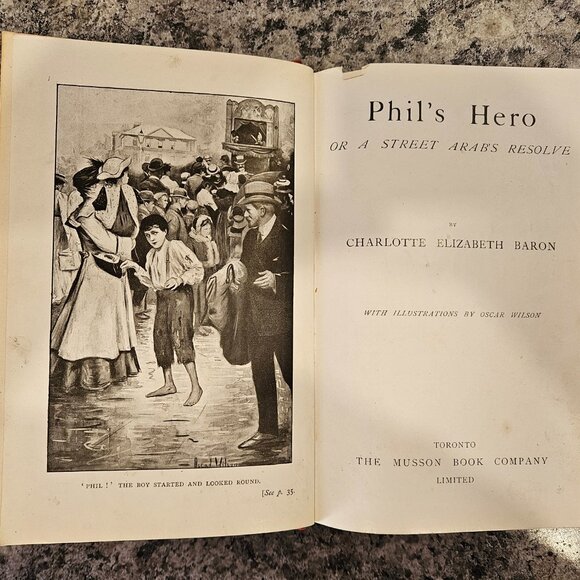 'PHIL!' THE BOY STARTED AND LOOKED ROUND.
[See p. 35.
Phil's Hero
OR A STREET ARAB'S RESOLVE
BY
CHARLOTTE ELIZABETH BARON
WITH ILLUSTRATIONS BY OSCAR WILSON
TORONTO
THE MUSSON BOOK COMPANY
LIMITED